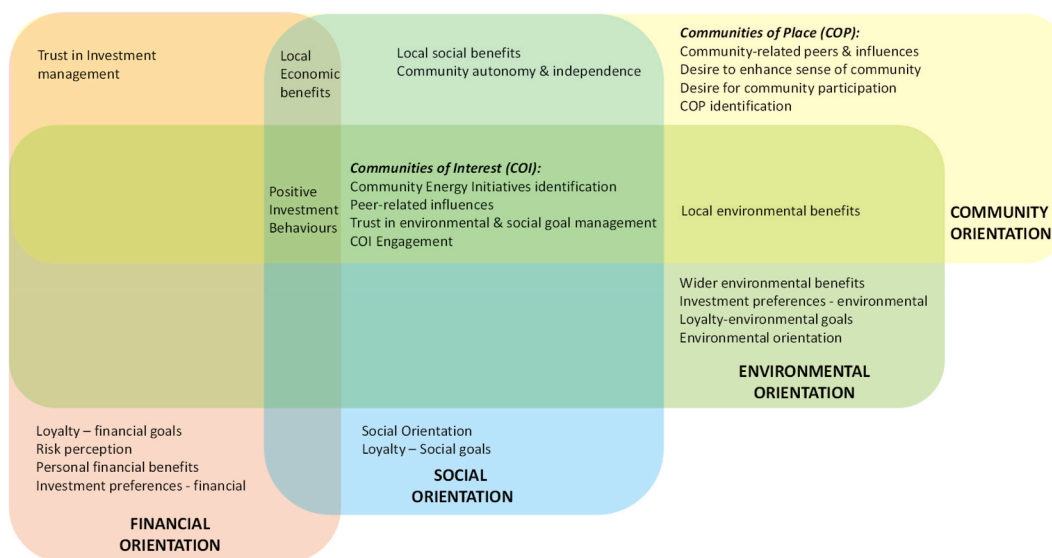 Trust in Investment
management
Local
Economic
benefits
Local social benefits
Community autonomy & independence
Communities of Place (COP):
Community-related peers & influences
Desire to enhance sense of community
Desire for community participation
COP identification
Positive
Investment
Behaviours
Communities of Interest (COI):
Community Energy Initiatives identification
Peer-related influences
Trust in environmental & social goal management
COI Engagement
Local environmental benefits
COMMUNITY
ORIENTATION
Wider environmental benefits
Investment preferences - environmental
Loyalty-environmental goals
Environmental orientation
ENVIRONMENTAL
ORIENTATION
Loyalty – financial goals
Risk perception
Personal financial benefits
Investment preferences - financial
FINANCIAL
ORIENTATION
Social Orientation
Loyalty – Social goals
SOCIAL
ORIENTATION